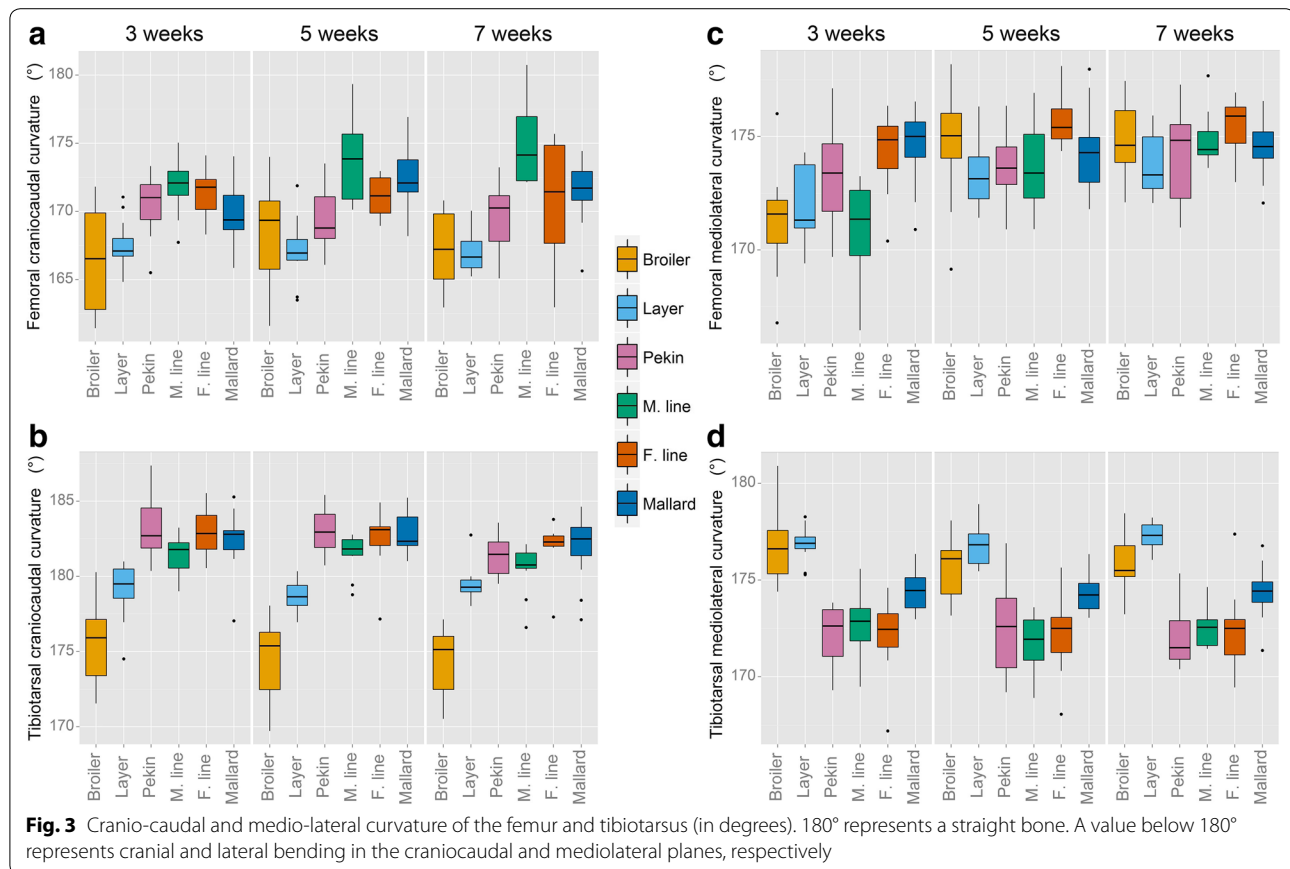 a
3 weeks 5 weeks 7 weeks
Femoral craniocaudal curvature (°)
180
175
170
165
Broiler Layer Pekin M. line F. line Mallard Broiler Layer Pekin M. line F. line Mallard Broiler Layer Pekin M. line F. line Mallard
b
Tibiotarsal craniocaudal curvature (°)
185
180
175
170
Broiler Layer Pekin M. line F. line Mallard Broiler Layer Pekin M. line F. line Mallard Broiler Layer Pekin M. line F. line Mallard
Broiler
Layer
Pekin
M. line
F. line
Mallard
c
3 weeks 5 weeks 7 weeks
Femoral mediolateral curvature (°)
175
170
Broiler Layer Pekin M. line F. line Mallard Broiler Layer Pekin M. line F. line Mallard Broiler Layer Pekin M. line F. line Mallard
d
Tibiotarsal mediolateral curvature (°)
180
175
170
Broiler Layer Pekin M. line F. line Mallard Broiler Layer Pekin M. line F. line Mallard Broiler Layer Pekin M. line F. line Mallard
Fig. 3 Cranio-caudal and medio-lateral curvature of the femur and tibiotarsus (in degrees). 180° represents a straight bone. A value below 180°
represents cranial and lateral bending in the craniocaudal and mediolateral planes, respectively